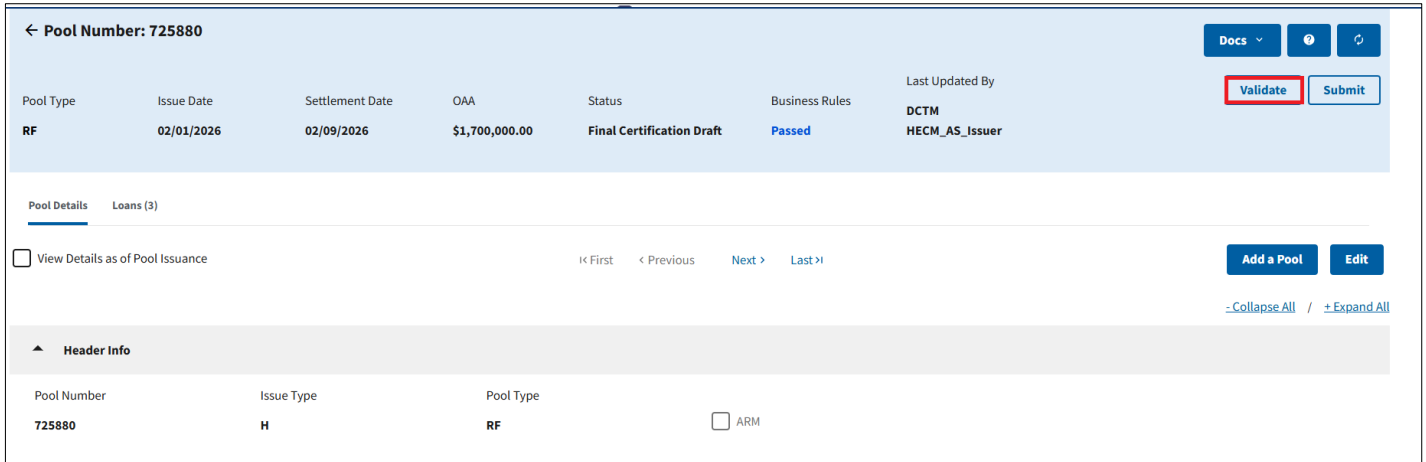 ← Pool Number: 725880
Docs
Last Updated By
Validate Submit
Pool Type Issue Date Settlement Date OAA Status Business Rules
DCTM
RF 02/01/2026 02/09/2026 $1,700,000.00 Final Certification Draft Passed HECM_AS_Issuer
Pool Details Loans (3)
View Details as of Pool Issuance First Previous Next Last Add a Pool Edit
- Collapse All / + Expand All
Header Info
Pool Number Issue Type Pool Type
ARM
725880 H RF